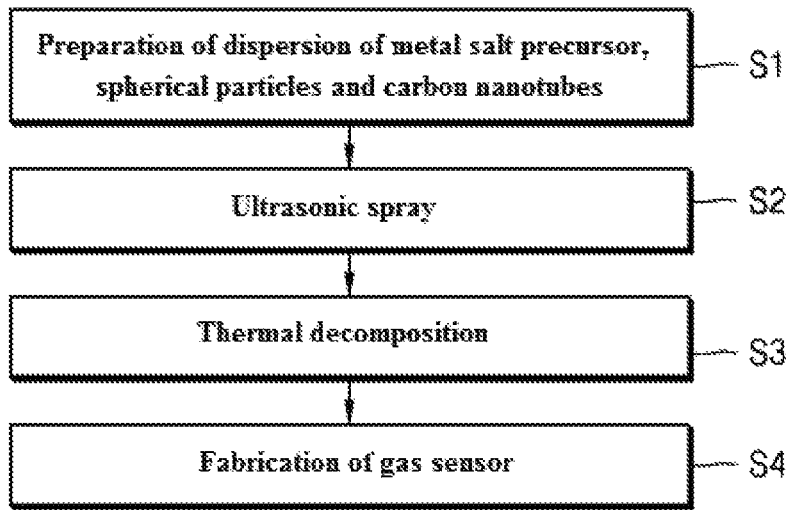 Preparation of dispersion of metal salt precursor,
spherical particles and carbon nanotubes
S1
Ultrasonic spray
S2
Thermal decomposition
S3
Fabrication of gas sensor
S4